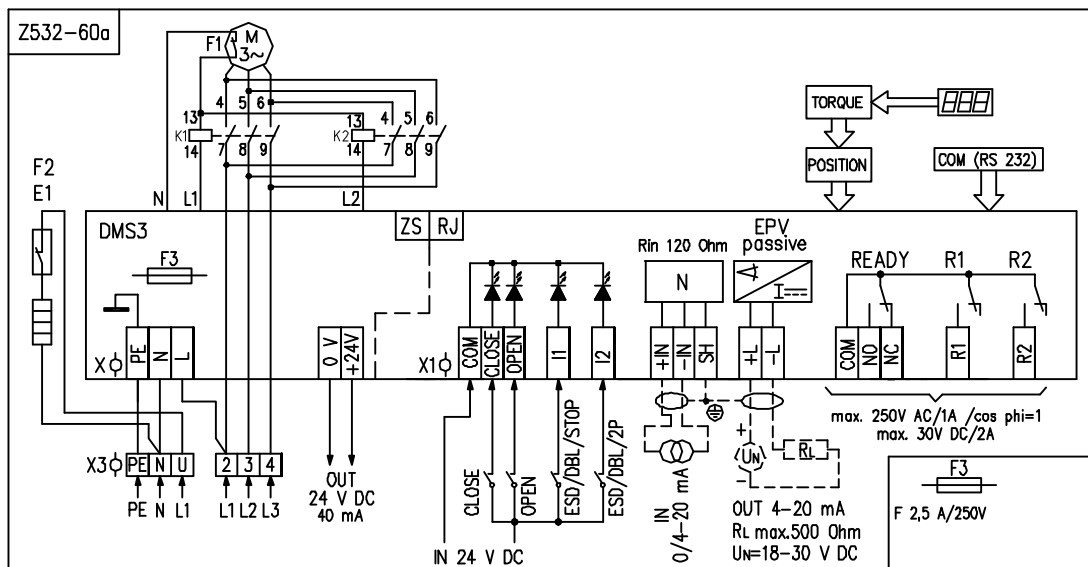 Z532-60a
F1
M
3~
4 5 6
13
K1
14
7 8 9
13
4 5 6
K2
14
7 8 9
TORQUE
888
POSITION
COM (RS 232)
F2
E1
N
L1
L2
DMS3
ZS
RJ
F3
Rin 120 Ohm
EPV
passive
N
READY
R1
R2
X
PE
N
L
0 V
+24V
X1
COM
CLOSE
OPEN
I1
I2
+IN
-IN
SH
+L
-L
COM
NO
NC
R1
R2
max. 250V AC/1A /cos phi=1
max. 30V DC/2A
X3
PE
N
U
2
3
4
PE N L1
L1 L2 L3
OUT
24 V DC
40 mA
CLOSE
OPEN
ESD/DBL/STOP
ESD/DBL/2P
IN 24 V DC
IN
0/4-20 mA
+
UN
-
RL
OUT 4-20 mA
RL max.500 Ohm
UN=18-30 V DC
F3
F 2,5 A/250V